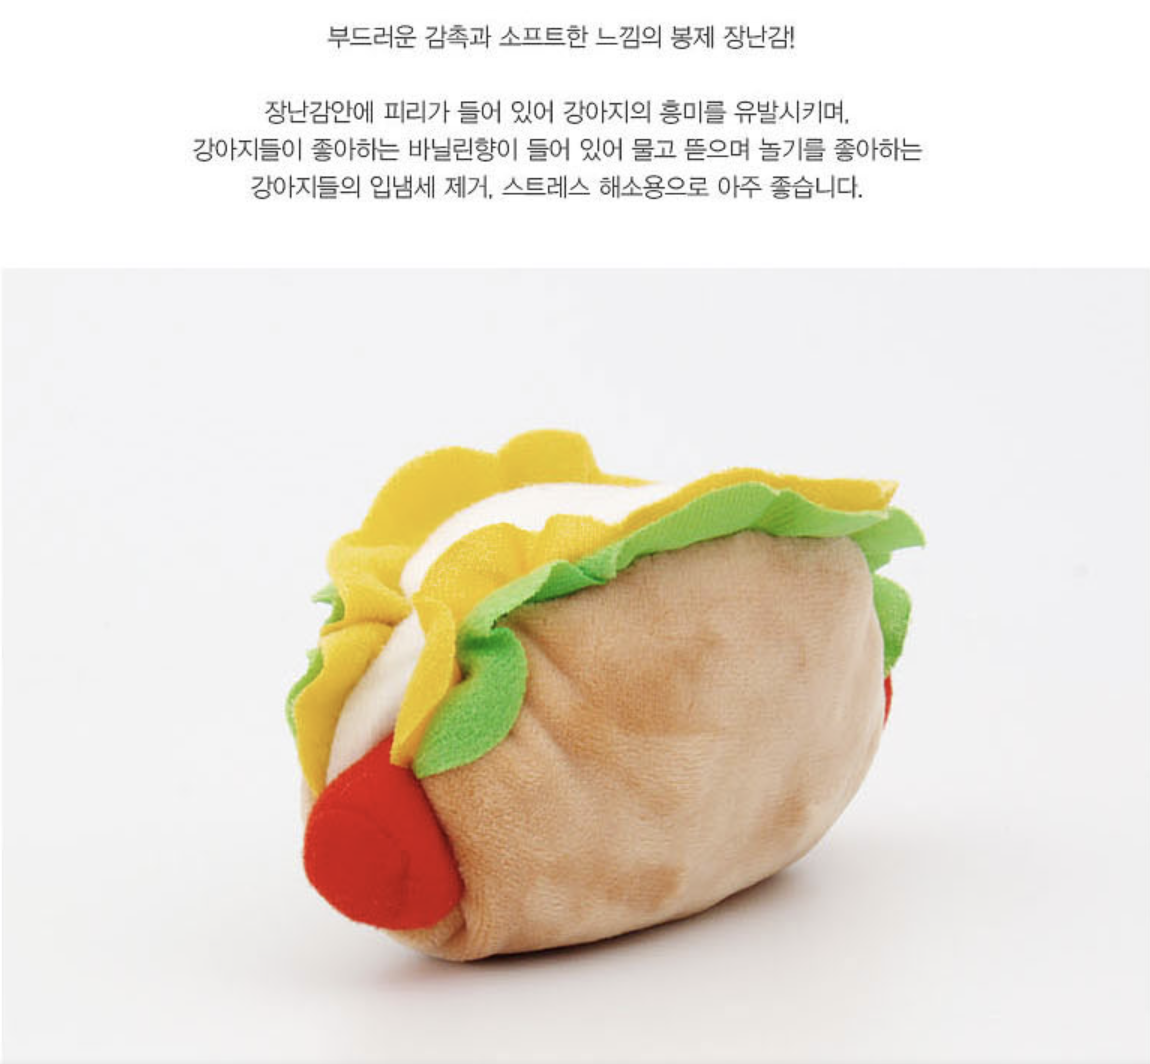 부드러운 감촉과 소프트한 느낌의 봉제 장난감!
장난감안에 피리가 들어 있어 강아지의 흥미를 유발시키며,
강아지들이 좋아하는 바닐린향이 들어 있어 물고 뜯으며 놀기를 좋아하는
강아지들의 입냄세 제거, 스트레스 해소용으로 아주 좋습니다.